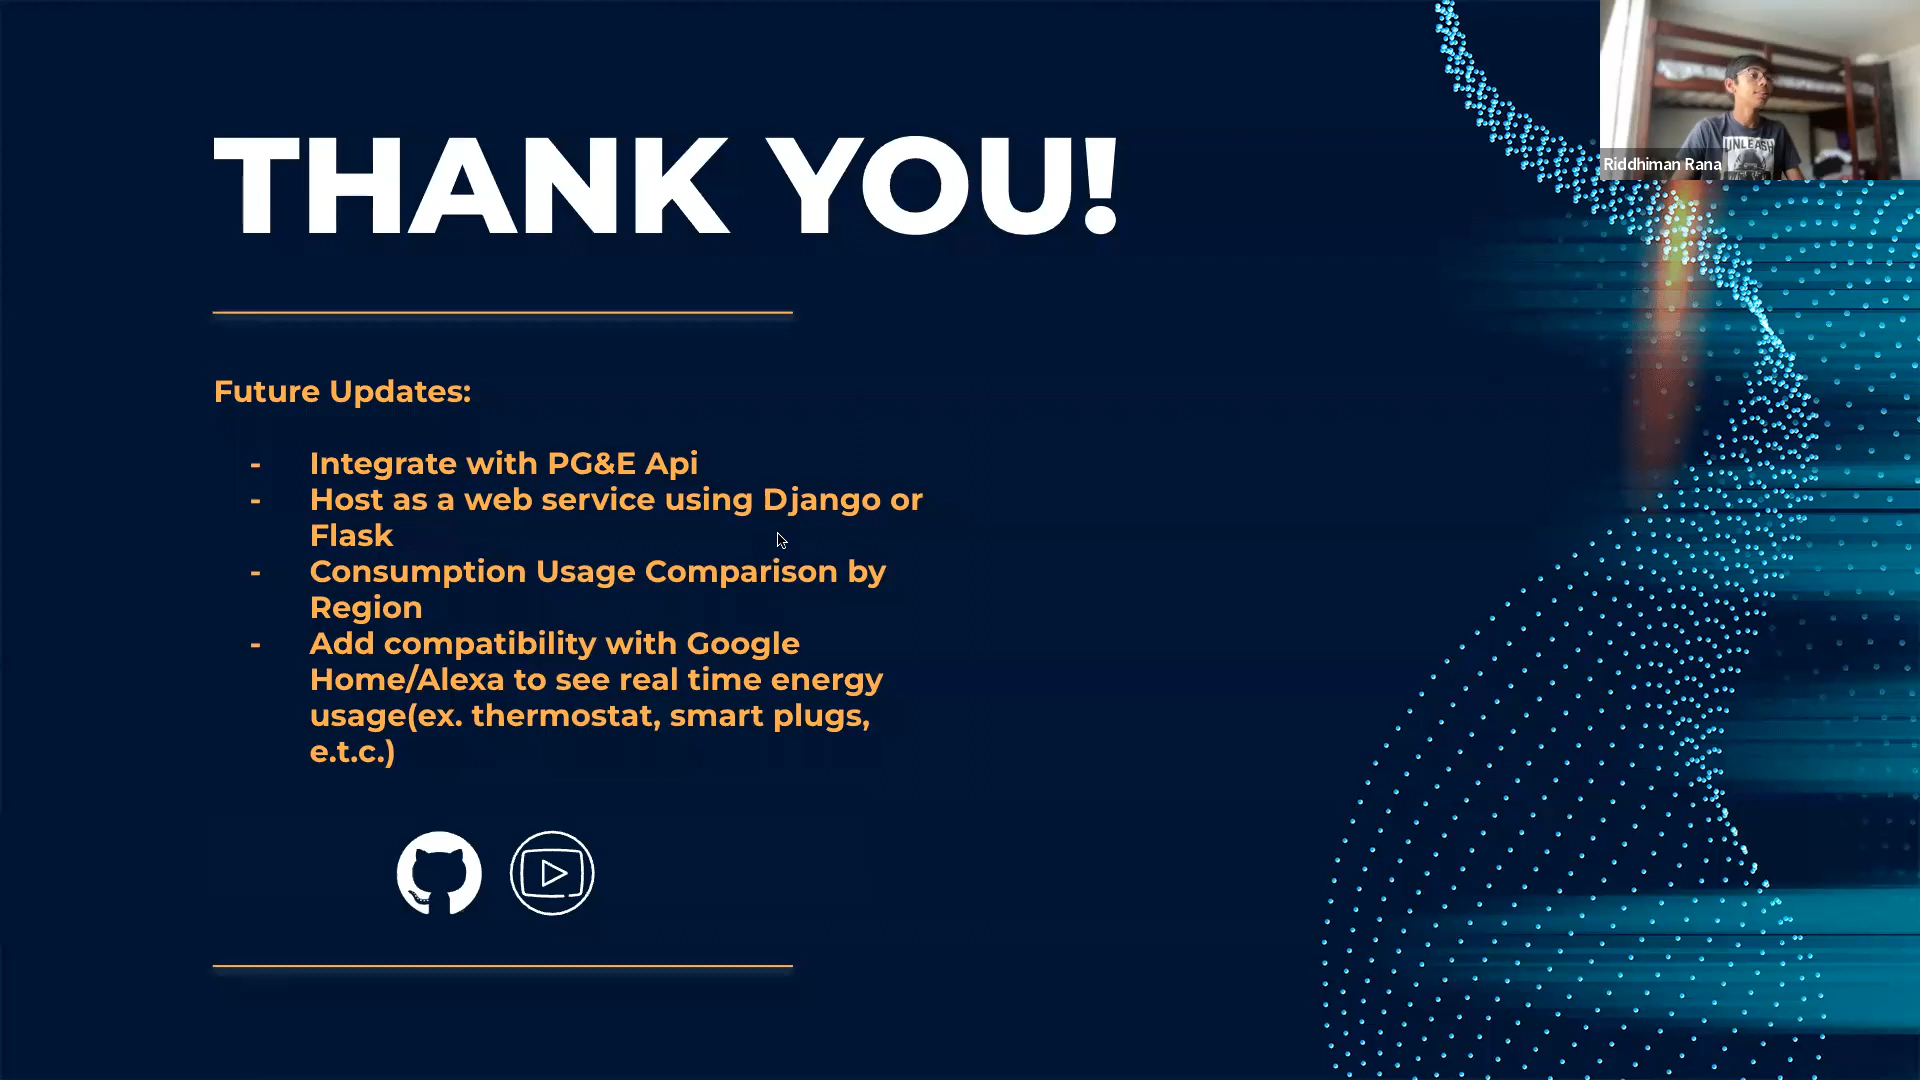 THANK YOU!
Future Updates:
- Integrate with PG&E Api
- Host as a web service using Django or
Flask
- Consumption Usage Comparison by
Region
- Add compatibility with Google
Home/Alexa to see real time energy
usage(ex. thermostat, smart plugs,
e.t.c.)
UNLEASH
Riddhiman Rana